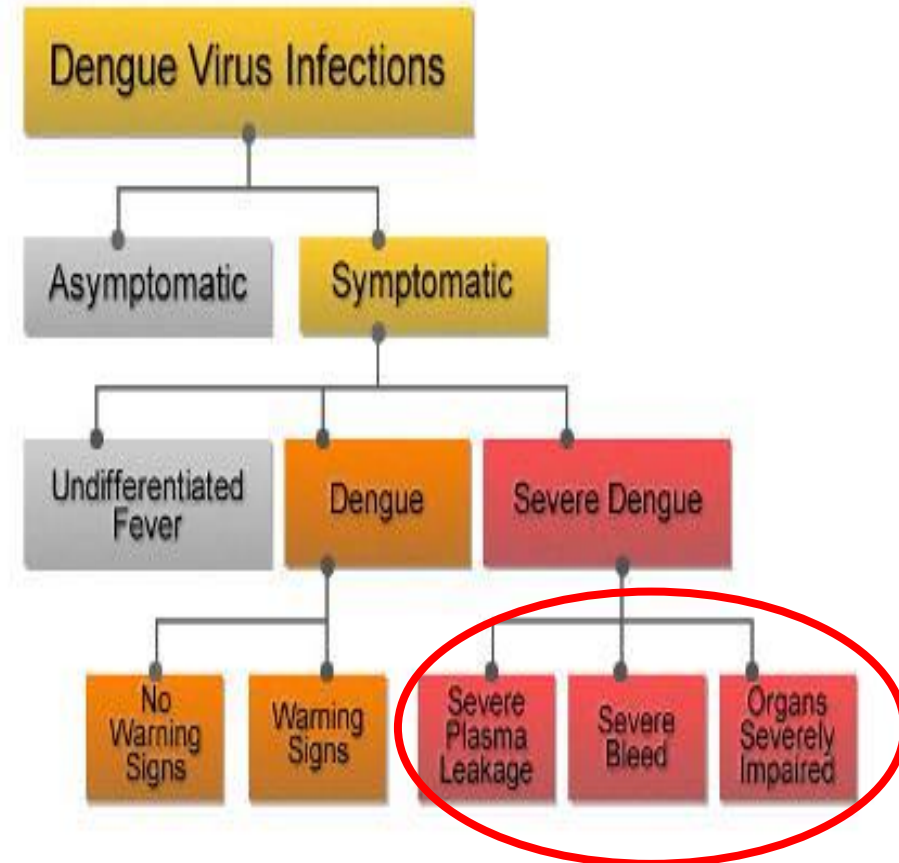 Dengue Virus Infections
Asymptomatic
Symptomatic
Undifferentiated
Fever
Dengue
Severe Dengue
No
Warning
Signs
Warning
Signs
Severe
Plasma
Leakage
Severe
Bleed
Organs
Severely
Impaired